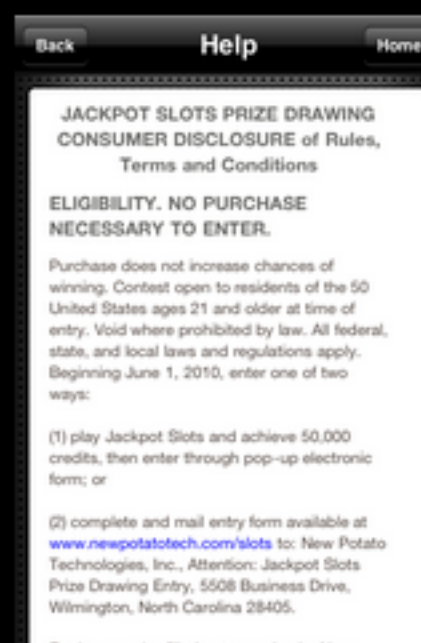 Back Help Home
JACKPOT SLOTS PRIZE DRAWING
CONSUMER DISCLOSURE of Rules,
Terms and Conditions
ELIGIBILITY. NO PURCHASE
NECESSARY TO ENTER.
Purchase does not increase chances of
winning. Contest open to residents of the 50
United States ages 21 and older at time of
entry. Void where prohibited by law. All federal,
state, and local laws and regulations apply.
Beginning June 1, 2010, enter one of two
ways:
(1) play Jackpot Slots and achieve 50,000
credits, then enter through pop-up electronic
form; or
(2) complete and mail entry form available at
www.newpotatotech.com/slots to: New Potato
Technologies, Inc., Attention: Jackpot Slots
Prize Drawing Entry, 5508 Business Drive,
Wilmington, North Carolina 28405.